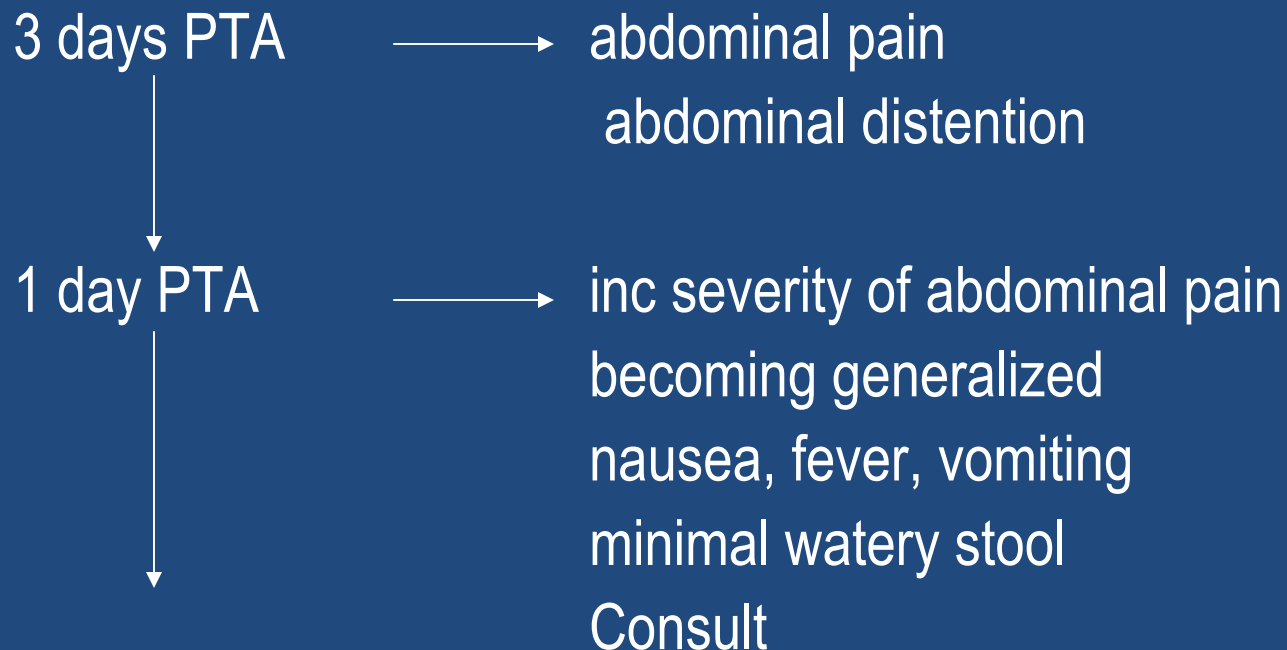 3 days PTA abdominal pain
abdominal distention
1 day PTA inc severity of abdominal pain
becoming generalized
nausea, fever, vomiting
minimal watery stool
Consult